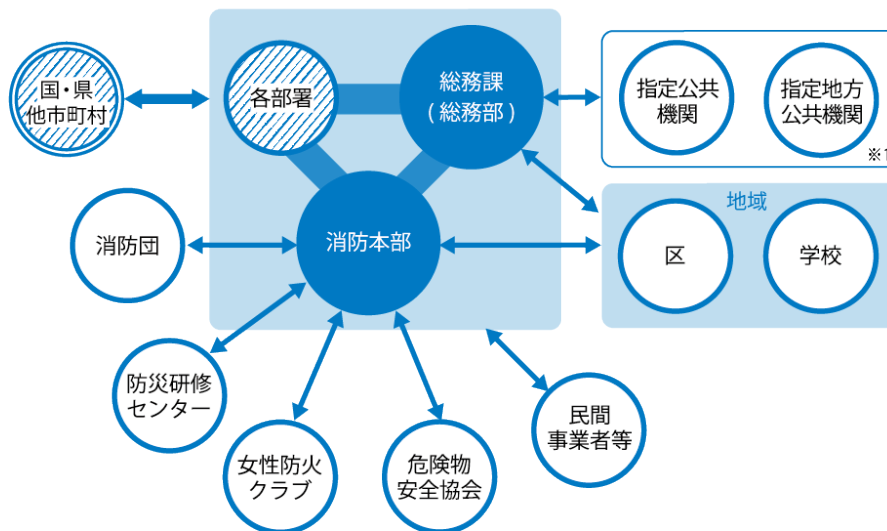 国・県
他市町村
各部署
総務課
(総務部)
指定公共
機関
指定地方
公共機関
※1
地域
消防団
消防本部
区
学校
防災研修
センター
女性防火
クラブ
危険物
安全協会
民間
事業者等